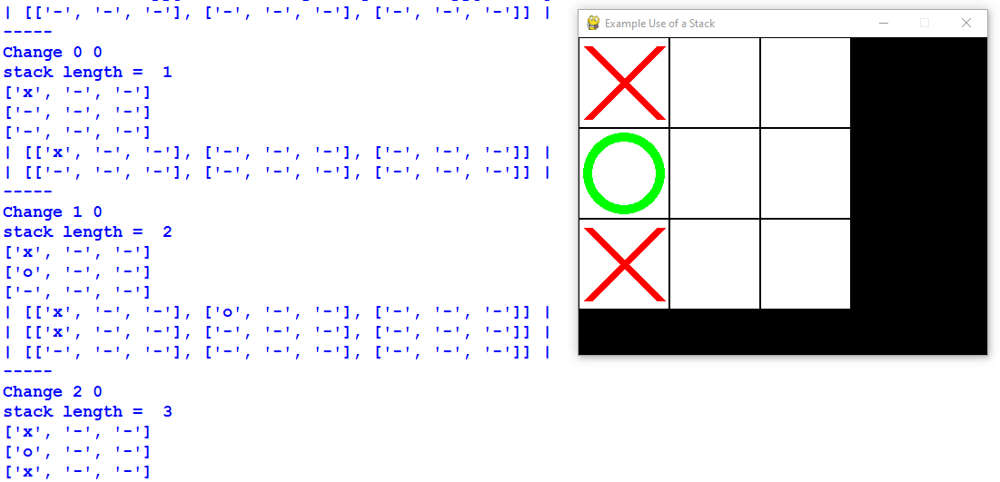 | [['-', '-', '-'], ['-', '-', '-'], ['-', '-', '-']] |
-----
Change 0 0
stack length =  1
['x', '-', '-']
['-', '-', '-']
['-', '-', '-']
| [['x', '-', '-'], ['-', '-', '-'], ['-', '-', '-']] |
| [['-', '-', '-'], ['-', '-', '-'], ['-', '-', '-']] |
-----
Change 1 0
stack length =  2
['x', '-', '-']
['o', '-', '-']
['-', '-', '-']
| [['x', '-', '-'], ['o', '-', '-'], ['-', '-', '-']] |
| [['x', '-', '-'], ['-', '-', '-'], ['-', '-', '-']] |
| [['-', '-', '-'], ['-', '-', '-'], ['-', '-', '-']] |
-----
Change 2 0
stack length =  3
['x', '-', '-']
['o', '-', '-']
['x', '-', '-']
Example Use of a Stack